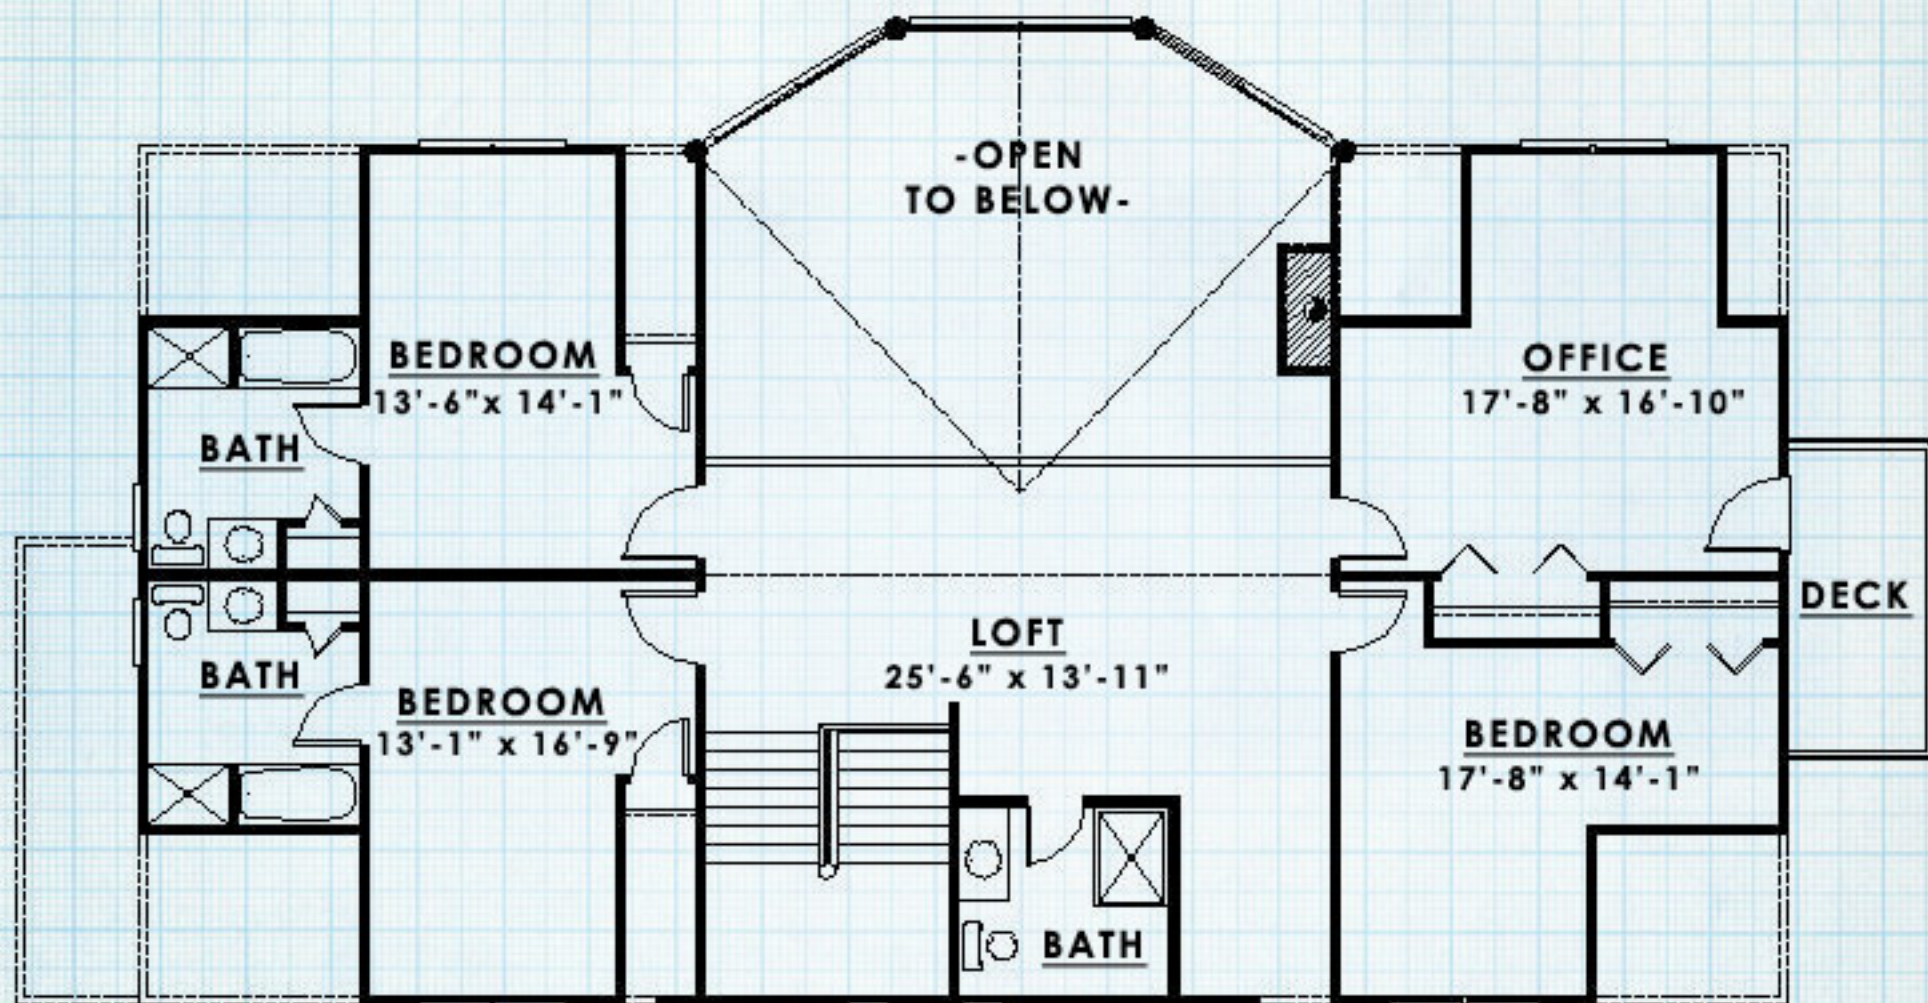 -OPEN
TO BELOW-
BEDROOM
13'-6"x 14'-1"
OFFICE
17'-8" x 16'-10"
BATH
DECK
LOFT
25'-6" x 13'-11"
BATH
BEDROOM
13'-1" x 16'-9"
BEDROOM
17'-8" x 14'-1"
BATH